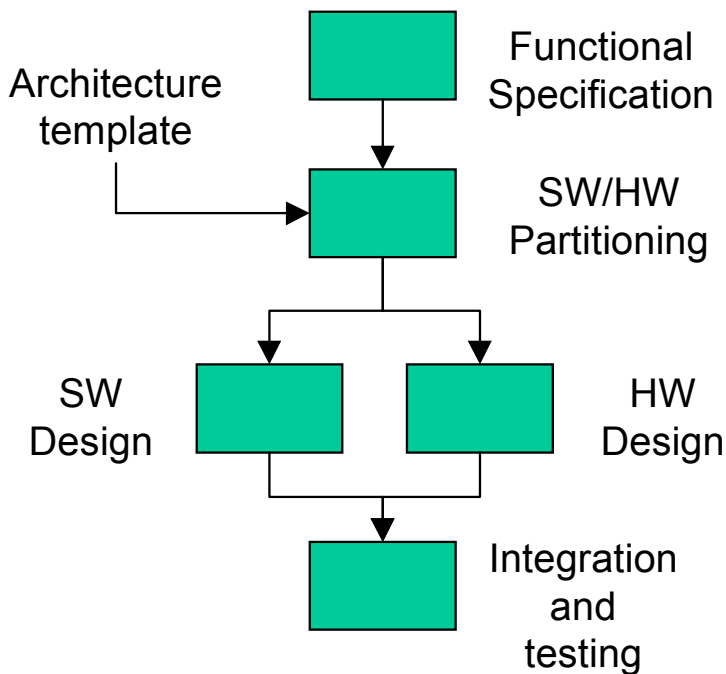 Functional
Specification
Architecture
template
SW/HW
Partitioning
SW
Design
HW
Design
Integration
and
testing